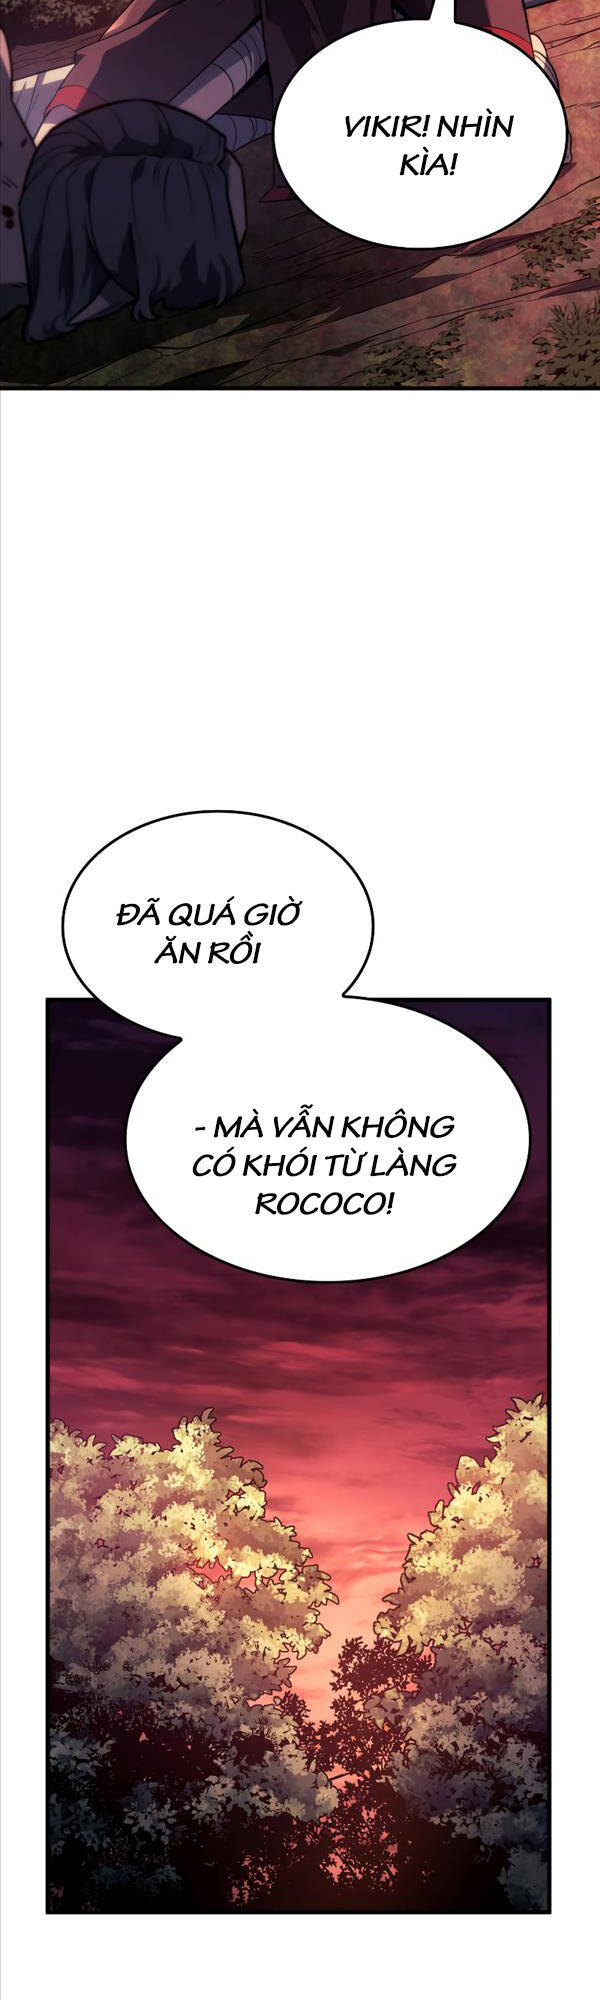 VIKIR! NHÌN
KÌA!
ĐÃ QUÁ GIỜ
ĂN RỒI
- MÀ VẪN KHÔNG
CÓ KHÓI TỪ LÀNG
ROCOCO!